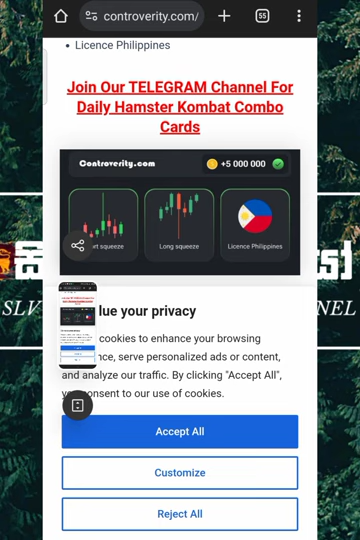 controverity.com/
55
Licence Philippines
Join Our TELEGRAM Channel For
Daily Hamster Kombat Combo
Cards
Controverity.com
+5 000 000
squeeze
Long squeeze
Licence Philippines
lue your privacy
cookies to enhance your browsing
nce, serve personalized ads or content,
and analyze our traffic. By clicking "Accept All",
consent to our use of cookies.
Accept All
Customize
Reject All
SLV
NEL